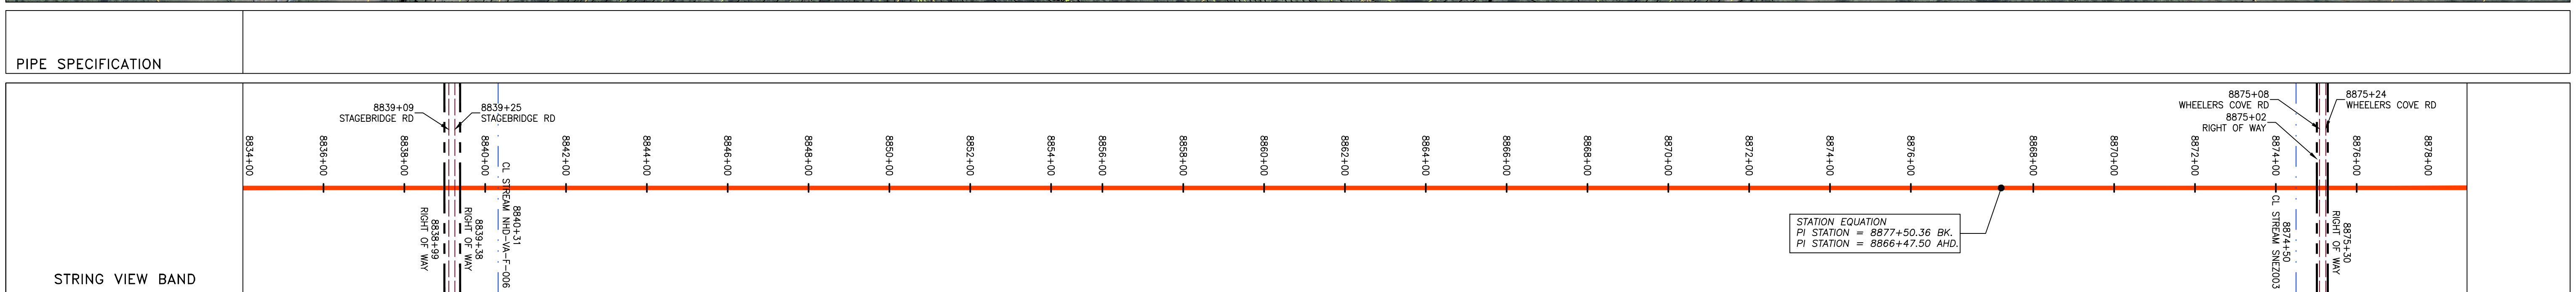 PIPE SPECIFICATION
STRING VIEW BAND
8839+09
STAGEBRIDGE RD
8839+25
STAGEBRIDGE RD
8875+08
WHEELERS COVE RD
8875+02
RIGHT OF WAY
8875+24
WHEELERS COVE RD
8834+00
8836+00
8838+00
8840+00
8842+00
8844+00
8846+00
8848+00
8850+00
8852+00
8854+00
8856+00
8858+00
8860+00
8862+00
8864+00
8866+00
8868+00
8870+00
8872+00
8874+00
8876+00
8868+00
8870+00
8872+00
8874+00
8876+00
8878+00
8838+99
RIGHT OF WAY
8839+38
RIGHT OF WAY
8840+31
CL STREAM NHD-VA-F-006
STATION EQUATION
PI STATION = 8877+50.36 BK.
PI STATION = 8866+47.50 AHD.
8874+50
CL STREAM SNEZ003
8875+30
RIGHT OF WAY